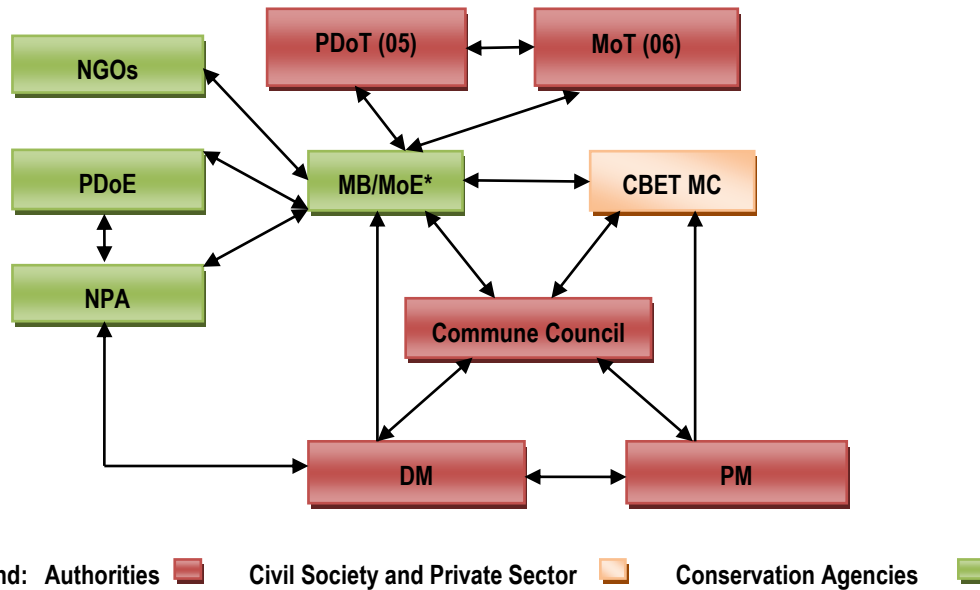 PDoT (05)
MoT (06)
NGOs
PDoE
MB/MoE*
CBET MC
NPA
Commune Council
DM
PM
nd: Authorities
Civil Society and Private Sector
Conservation Agencies